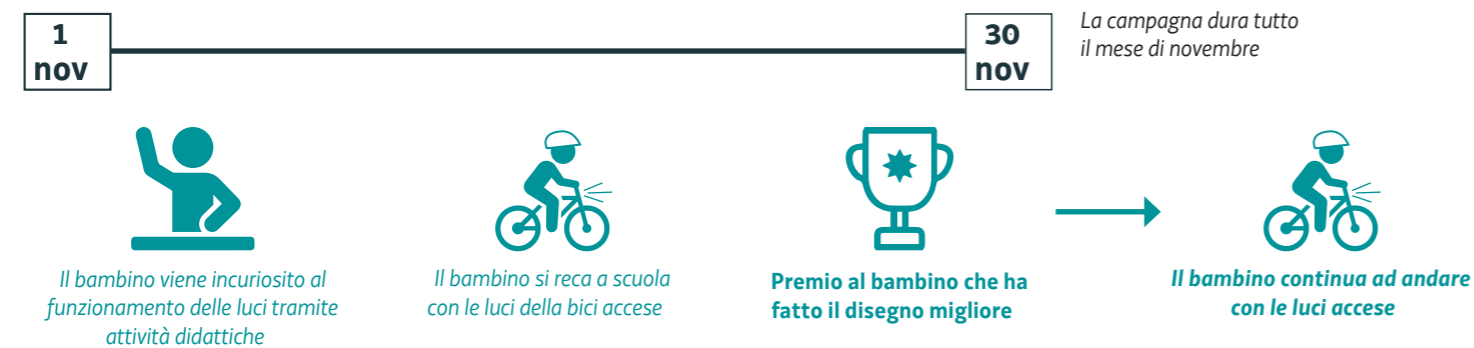 1
nov
30
nov
La campagna dura tutto
il mese di novembre
Il bambino viene incuriosito al
funzionamento delle luci tramite
attività didattiche
Il bambino si reca a scuola
con le luci della bici accese
Premio al bambino che ha
fatto il disegno migliore
Il bambino continua ad andare
con le luci accese